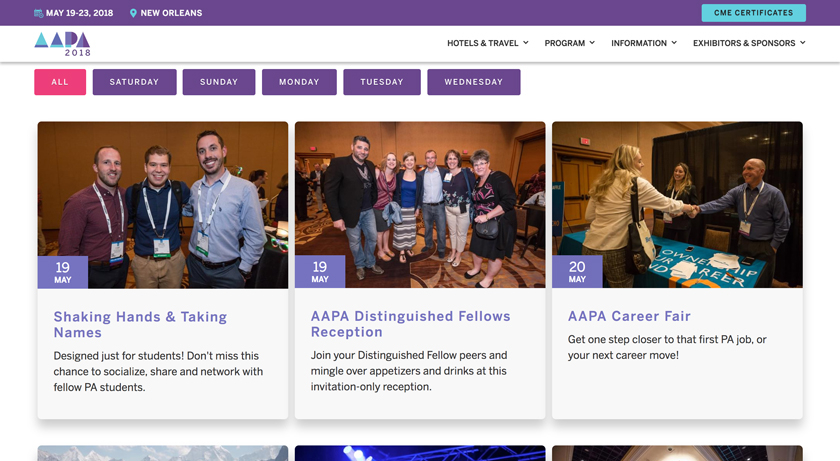 MAY 19-23, 2018
NEW ORLEANS
CME CERTIFICATES
AAPA
2018
HOTELS & TRAVEL
PROGRAM
INFORMATION
EXHIBITORS & SPONSORS
ALL
SATURDAY
SUNDAY
MONDAY
TUESDAY
WEDNESDAY
19
MAY
19
MAY
20
MAY
Shaking Hands & Taking
Names
Designed just for students! Don't miss this
chance to socialize, share and network with
fellow PA students.
AAPA Distinguished Fellows
Reception
Join your Distinguished Fellow peers and
mingle over appetizers and drinks at this
invitation-only reception.
AAPA Career Fair
Get one step closer to that first PA job, or
your next career move!